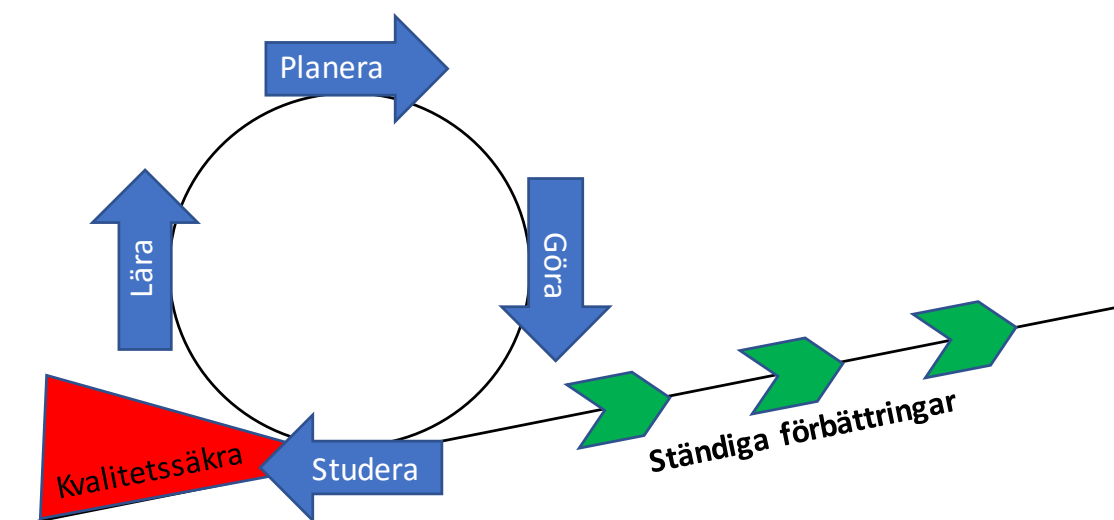 Planera
Göra
Lära
Studera
Kvalitetssäkra
Ständiga förbättringar